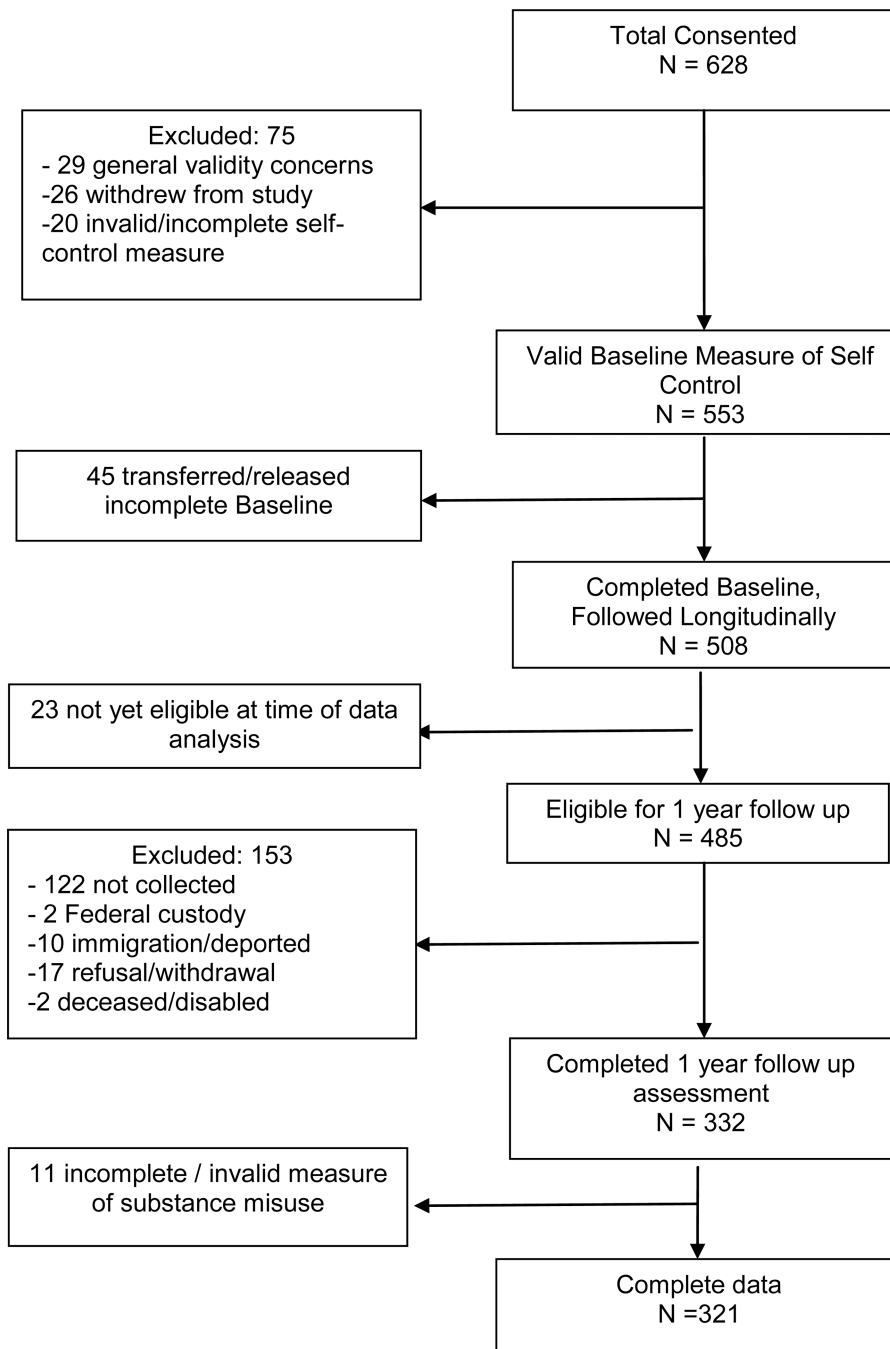 Total Consented
N = 628
Excluded: 75
- 29 general validity concerns
-26 withdrew from study
-20 invalid/incomplete self-
control measure
Valid Baseline Measure of Self
Control
N = 553
45 transferred/released
incomplete Baseline
Completed Baseline,
Followed Longitudinally
N = 508
23 not yet eligible at time of data
analysis
Eligible for 1 year follow up
N = 485
Excluded: 153
- 122 not collected
- 2 Federal custody
-10 immigration/deported
-17 refusal/withdrawal
-2 deceased/disabled
Completed 1 year follow up
assessment
N = 332
11 incomplete / invalid measure
of substance misuse
Complete data
N =321